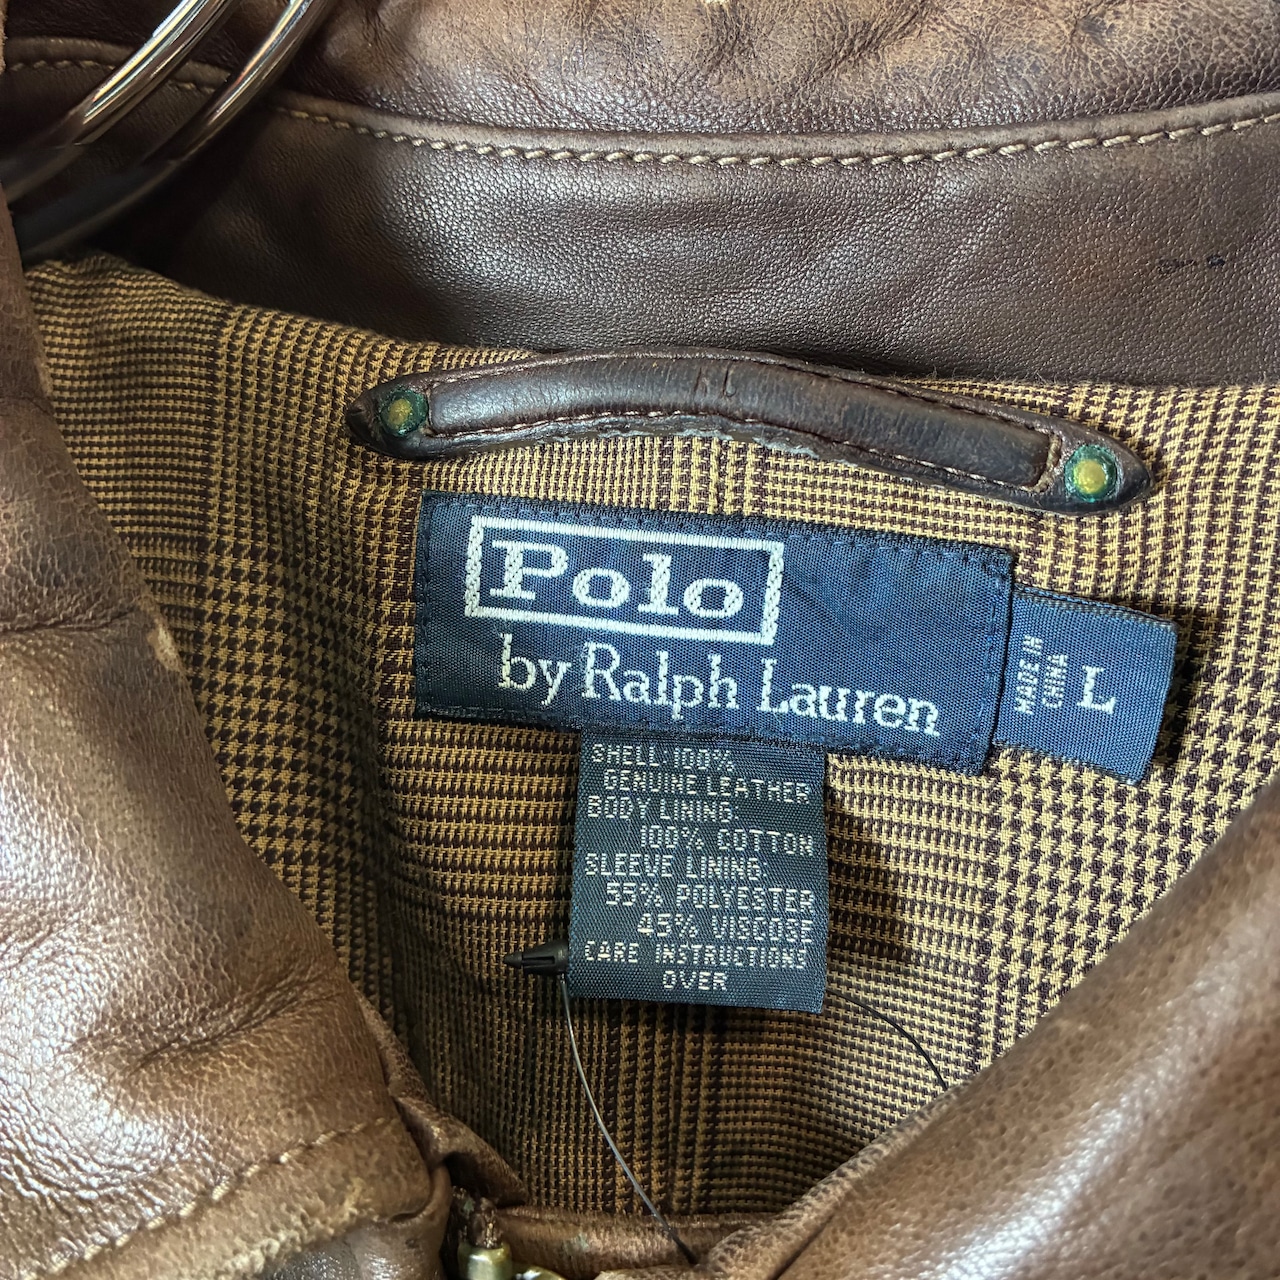 Polo
by Ralph Lauren
MADE IN
CHINA
L
SHELL:100%
GENUINE LEATHER
BODY LINING:
100% COTTON
SLEEVE LINING:
55% POLYESTER
45% VISCOSE
CARE INSTRUCTIONS
OVER